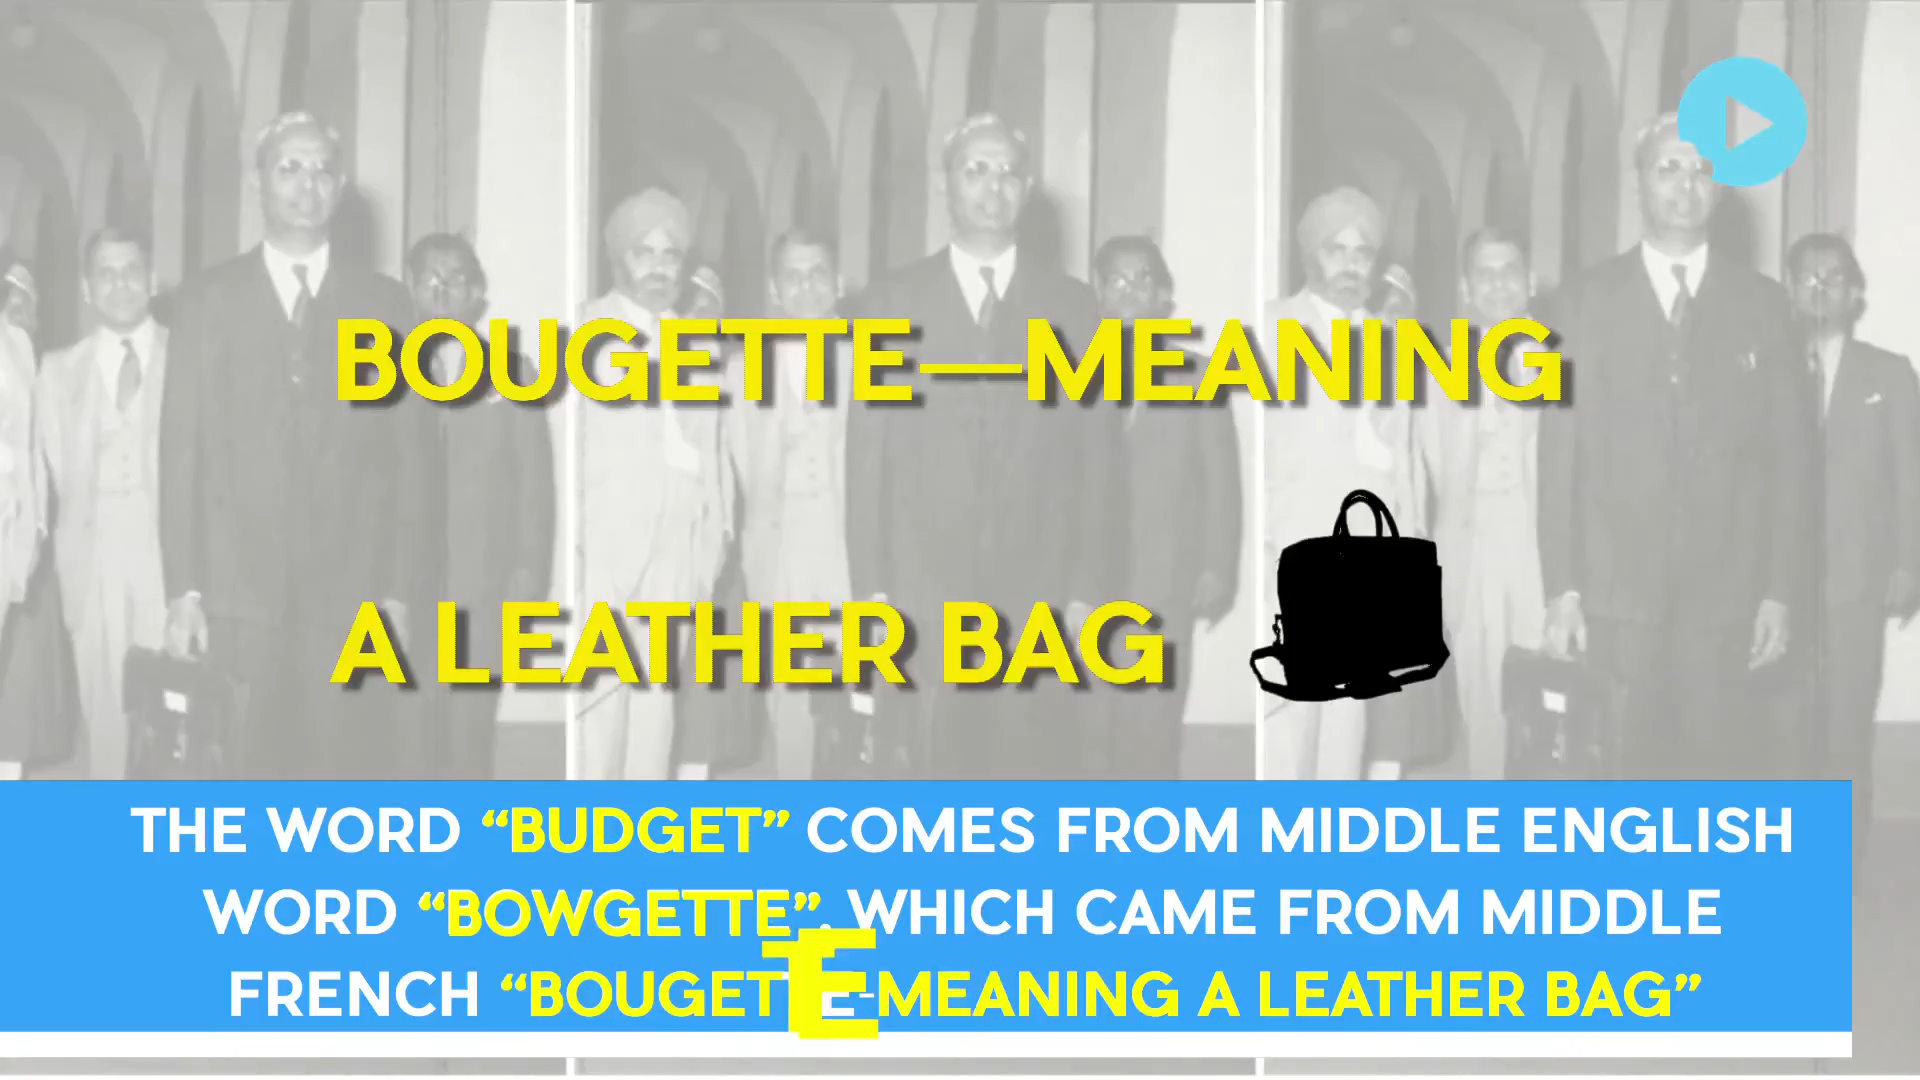 BOUGETTE—MEANING
A LEATHER BAG
THE WORD “BUDGET” COMES FROM MIDDLE ENGLISH
WORD “BOWGETTE”, WHICH CAME FROM MIDDLE
FRENCH “BOUGETTE-MEANING A LEATHER BAG”